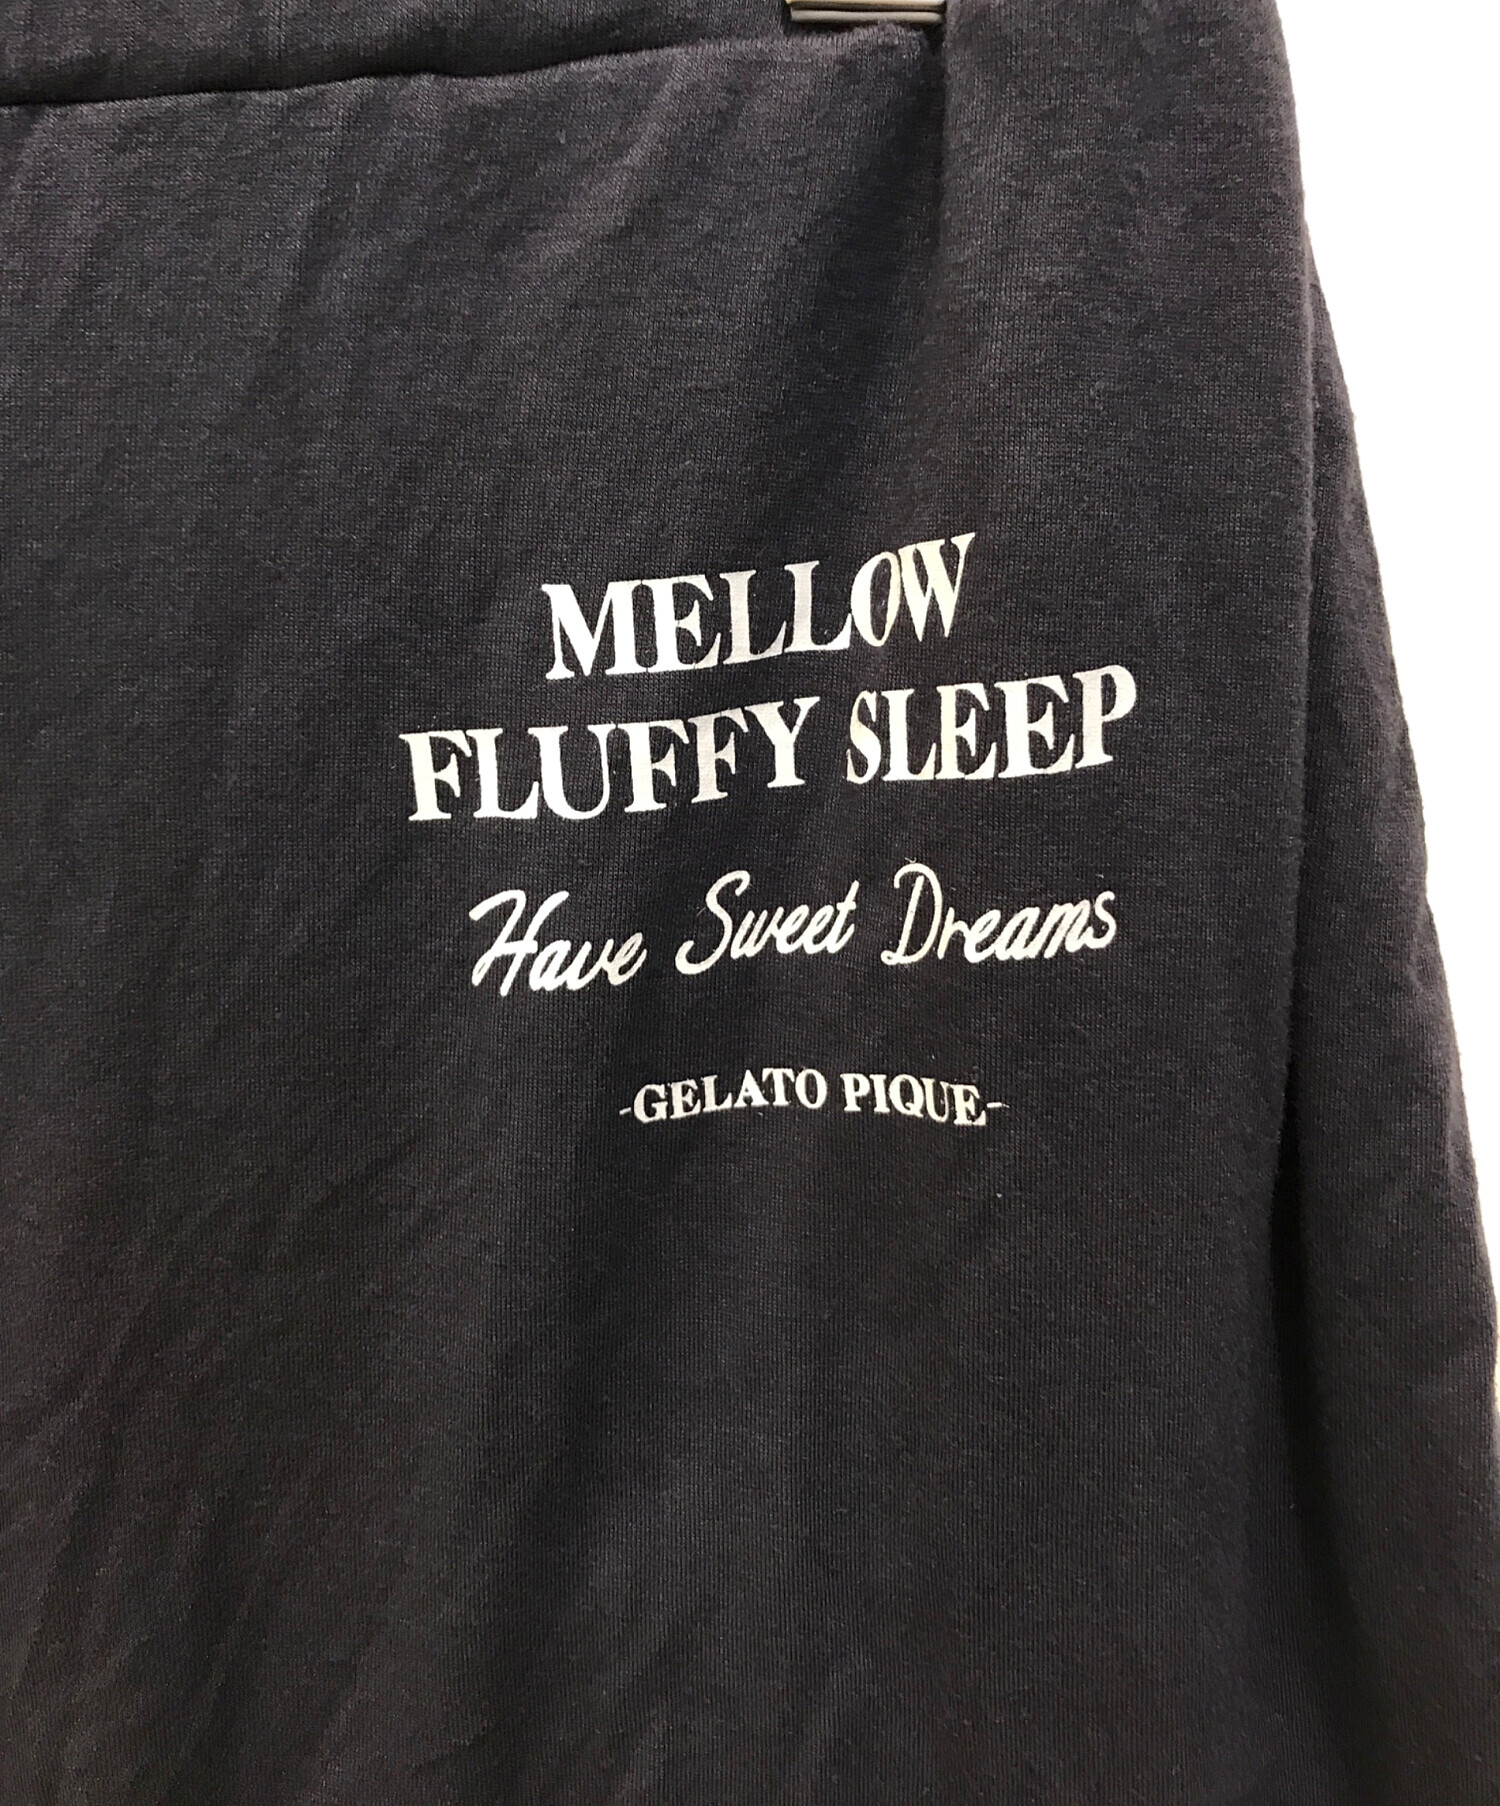 MELLOW
FLUFFY SLEEP
Have Sweet Dreams
-GELATO PIQUE-